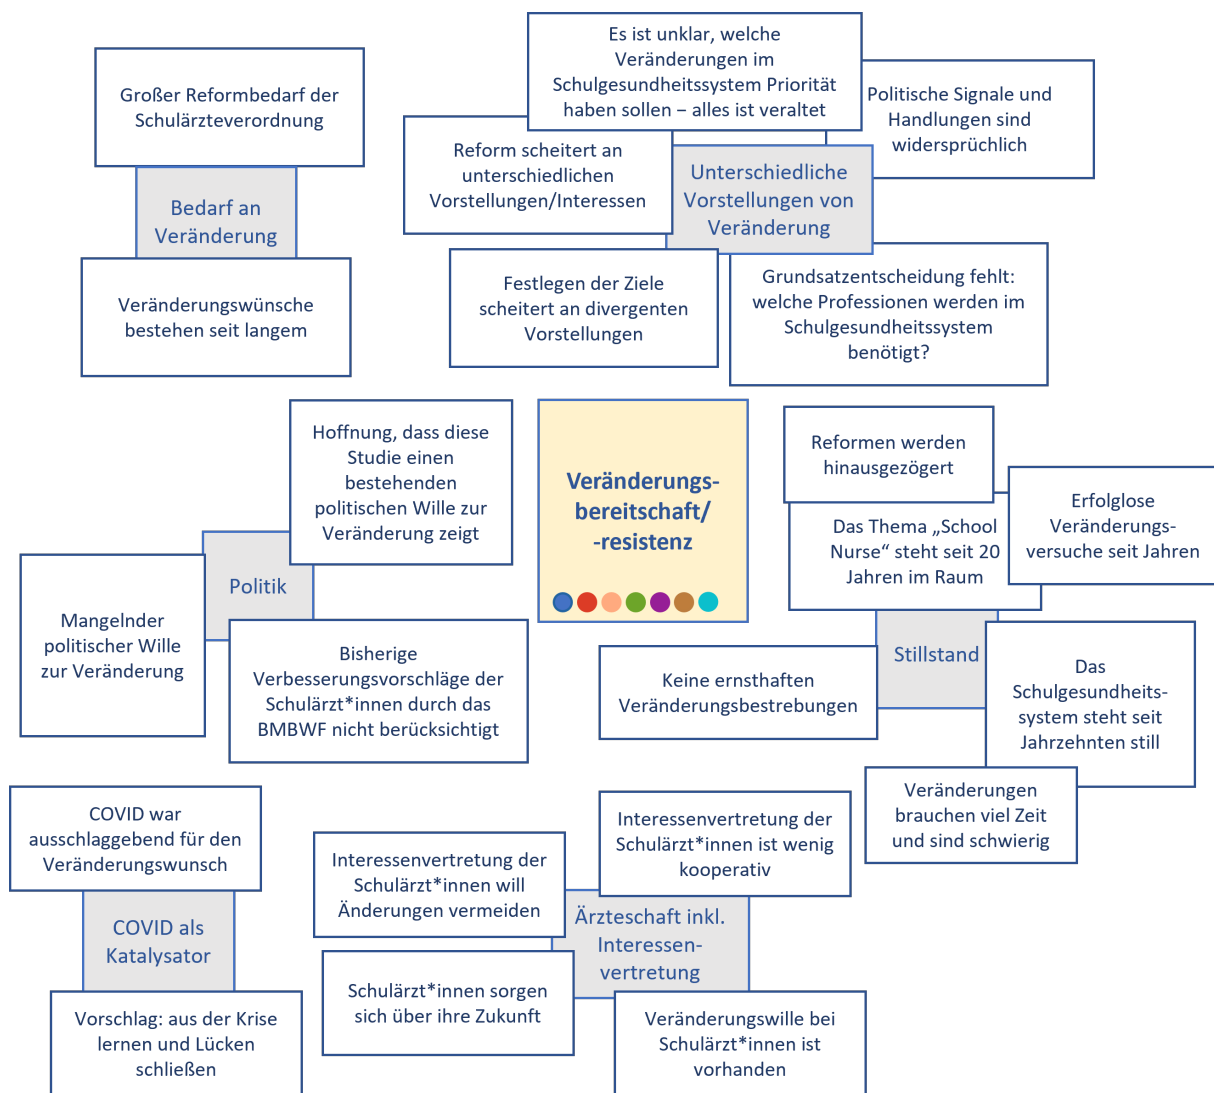 Großer Reformbedarf der
Schulärzteverordnung
Bedarf an
Veränderung
Veränderungswünsche
bestehen seit langem
Es ist unklar, welche
Veränderungen im
Schulgesundheitssystem Priorität
haben sollen – alles ist veraltet
Politische Signale und
Handlungen sind
widersprüchlich
Reform scheitert an
unterschiedlichen
Vorstellungen/Interessen
Unterschiedliche
Vorstellungen von
Veränderung
Festlegen der Ziele
scheitert an divergenten
Vorstellungen
Grundsatzentscheidung fehlt:
welche Professionen werden im
Schulgesundheitssystem
benötigt?
Hoffnung, dass diese
Studie einen
bestehenden
politischen Wille zur
Veränderung zeigt
Politik
Mangelnder
politischer Wille
zur Veränderung
Bisherige
Verbesserungsvorschläge der
Schulärzt*innen durch das
BMBWF nicht berücksichtigt
Veränderungs-
bereitschaft/
-resistenz
Reformen werden
hinausgezögert
Erfolglose
Veränderungs-
versuche seit Jahren
Das Thema „School
Nurse“ steht seit 20
Jahren im Raum
Stillstand
Keine ernsthaften
Veränderungsbestrebungen
Das
Schulgesundheits-
system steht seit
Jahrzehnten still
Veränderungen
brauchen viel Zeit
und sind schwierig
COVID war
ausschlaggebend für den
Veränderungswunsch
COVID als
Katalysator
Vorschlag: aus der Krise
lernen und Lücken
schließen
Interessenvertretung der
Schulärzt*innen ist wenig
kooperativ
Interessenvertretung der
Schulärzt*innen will
Änderungen vermeiden
Ärzteschaft inkl.
Interessen-
vertretung
Schulärzt*innen sorgen
sich über ihre Zukunft
Veränderungswille bei
Schulärzt*innen ist
vorhanden